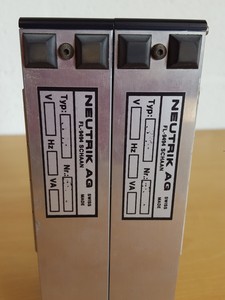 NEUTRIK AG
FL-9494 SCHAAN
Typ:
Nr.:
V
Hz
VA
SWISS
MADE
NEUTRIK AG
FL-9494 SCHAAN
Typ:
Nr.:
V
Hz
VA
SWISS
MADE